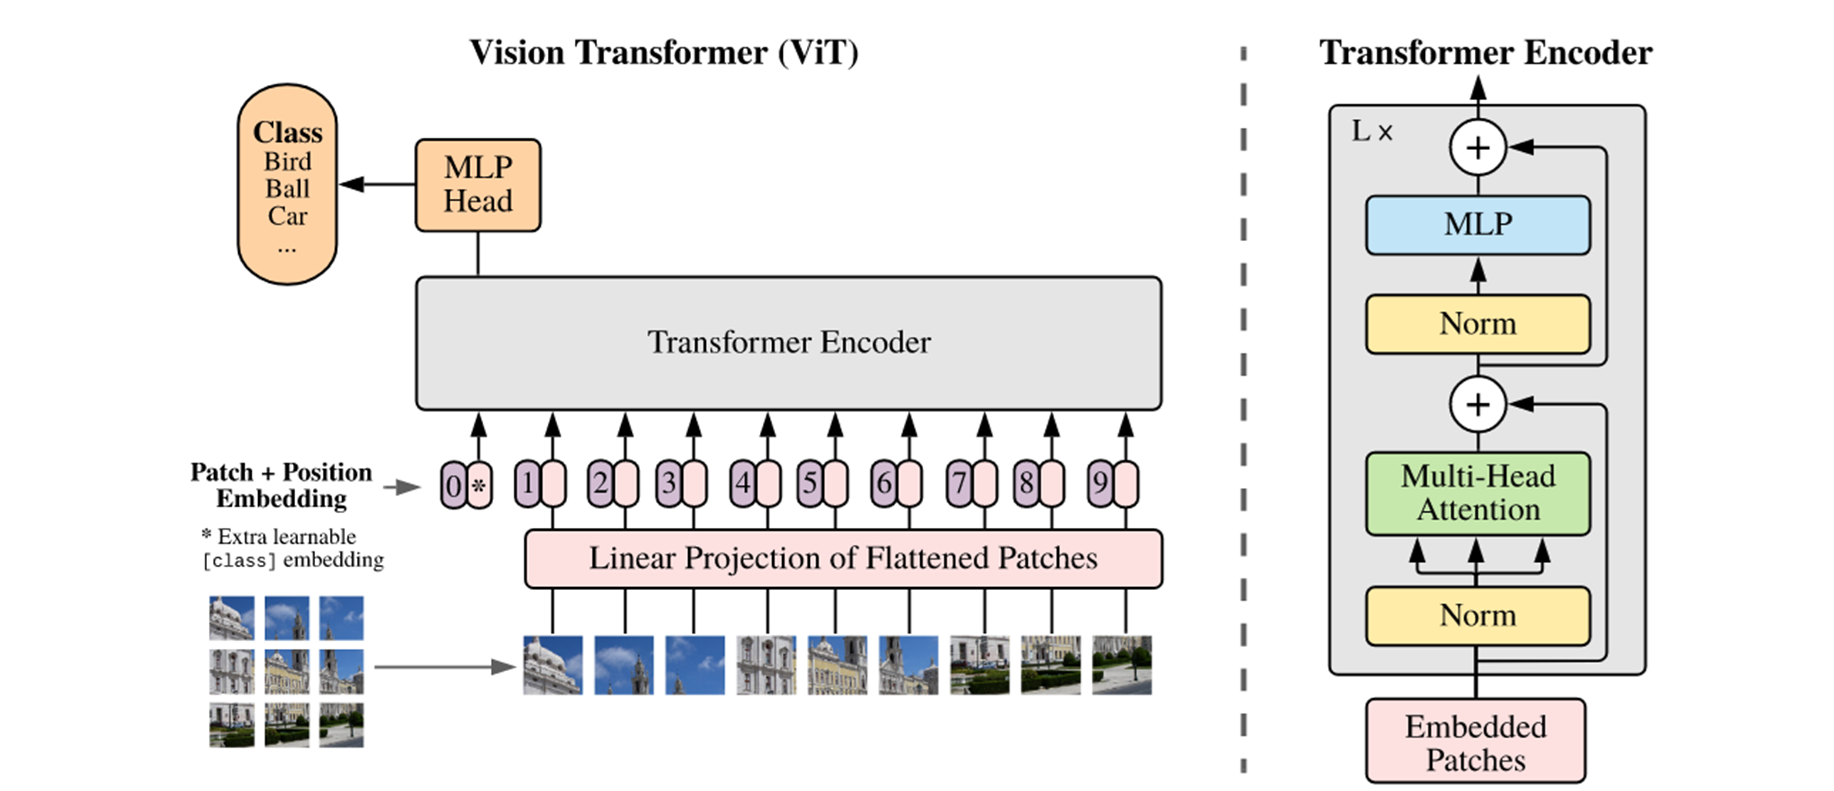 Vision Transformer (ViT)
Class
Bird
Ball
Car
...
MLP
Head
Transformer Encoder
Patch + Position
Embedding
* Extra learnable
[class] embedding
0 *
1
2
3
4
5
6
7
8
9
Linear Projection of Flattened Patches
Transformer Encoder
L x
+
MLP
Norm
+
Multi-Head
Attention
Norm
Embedded
Patches